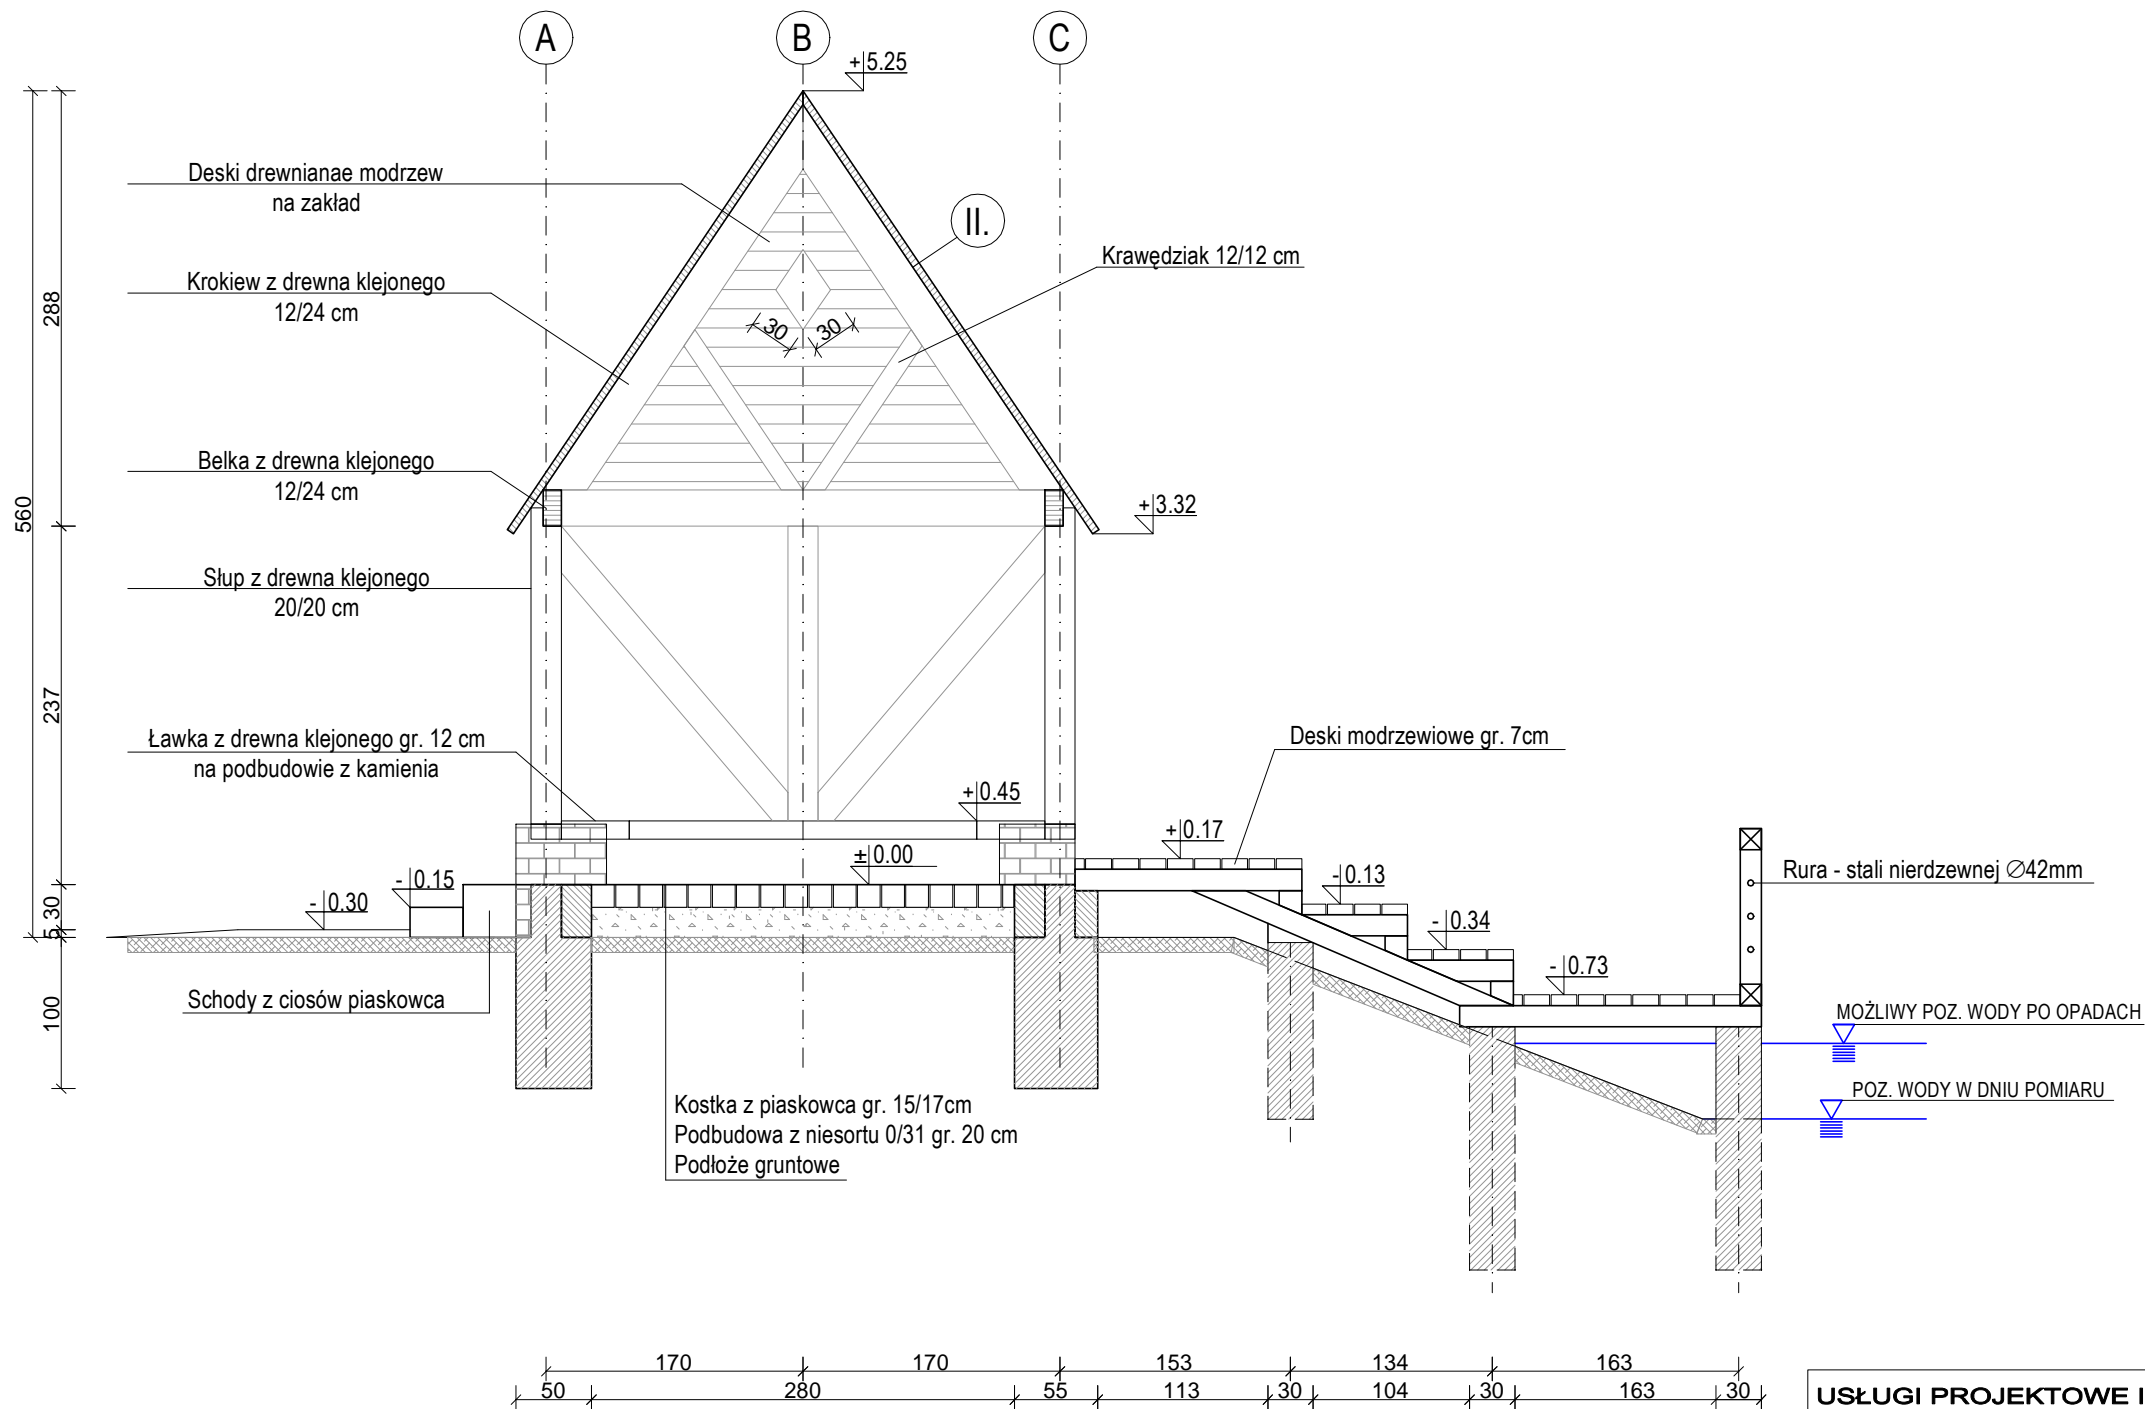 A
B
C
+5.25
Deski drewnianae modrzew
na zakład
II.
Krawędziak 12/12 cm
Krokiew z drewna klejonego
12/24 cm
288
30
30
Belka z drewna klejonego
12/24 cm
560
+3.32
Słup z drewna klejonego
20/20 cm
237
Ławka z drewna klejonego gr. 12 cm
na podbudowie z kamienia
Deski modrzewiowe gr. 7cm
+0.45
+0.17
±0.00
-0.15
-0.13
Rura - stali nierdzewnej ∅42mm
-0.30
30
5
-0.34
-0.73
Schody z ciosów piaskowca
100
MOŻLIWY POZ. WODY PO OPADACH
POZ. WODY W DNIU POMIARU
Kostka z piaskowca gr. 15/17cm
Podbudowa z niesortu 0/31 gr. 20 cm
Podłoże gruntowe
170 170 153 134 163
50 280 55 113 30 104 30 163 30
USŁUGI PROJEKTOWE I